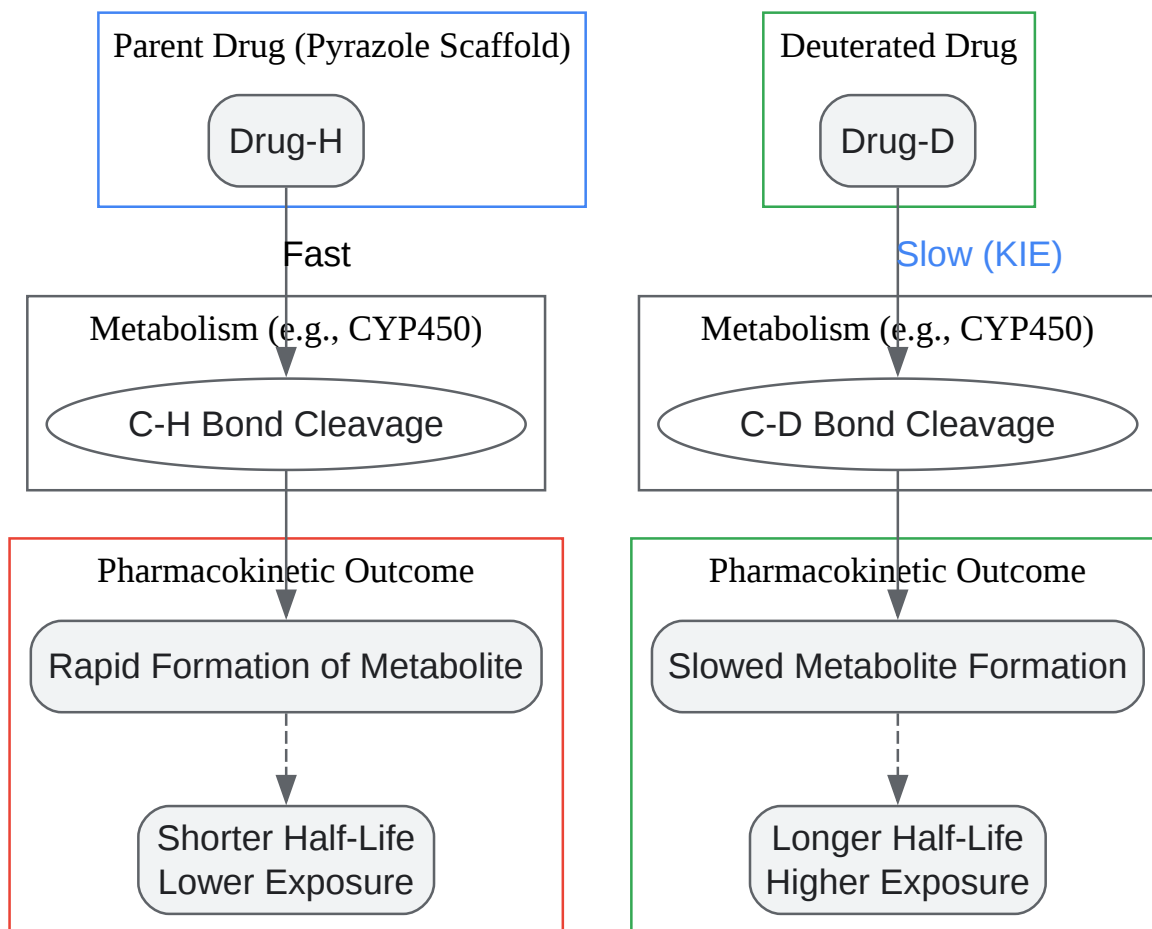 Parent Drug (Pyrazole Scaffold)
Drug-H
Fast
Metabolism (e.g., CYP450)
C-H Bond Cleavage
Pharmacokinetic Outcome
Rapid Formation of Metabolite
Shorter Half-Life
Lower Exposure
Deuterated Drug
Drug-D
Slow (KIE)
Metabolism (e.g., CYP450)
C-D Bond Cleavage
Pharmacokinetic Outcome
Slowed Metabolite Formation
Longer Half-Life
Higher Exposure